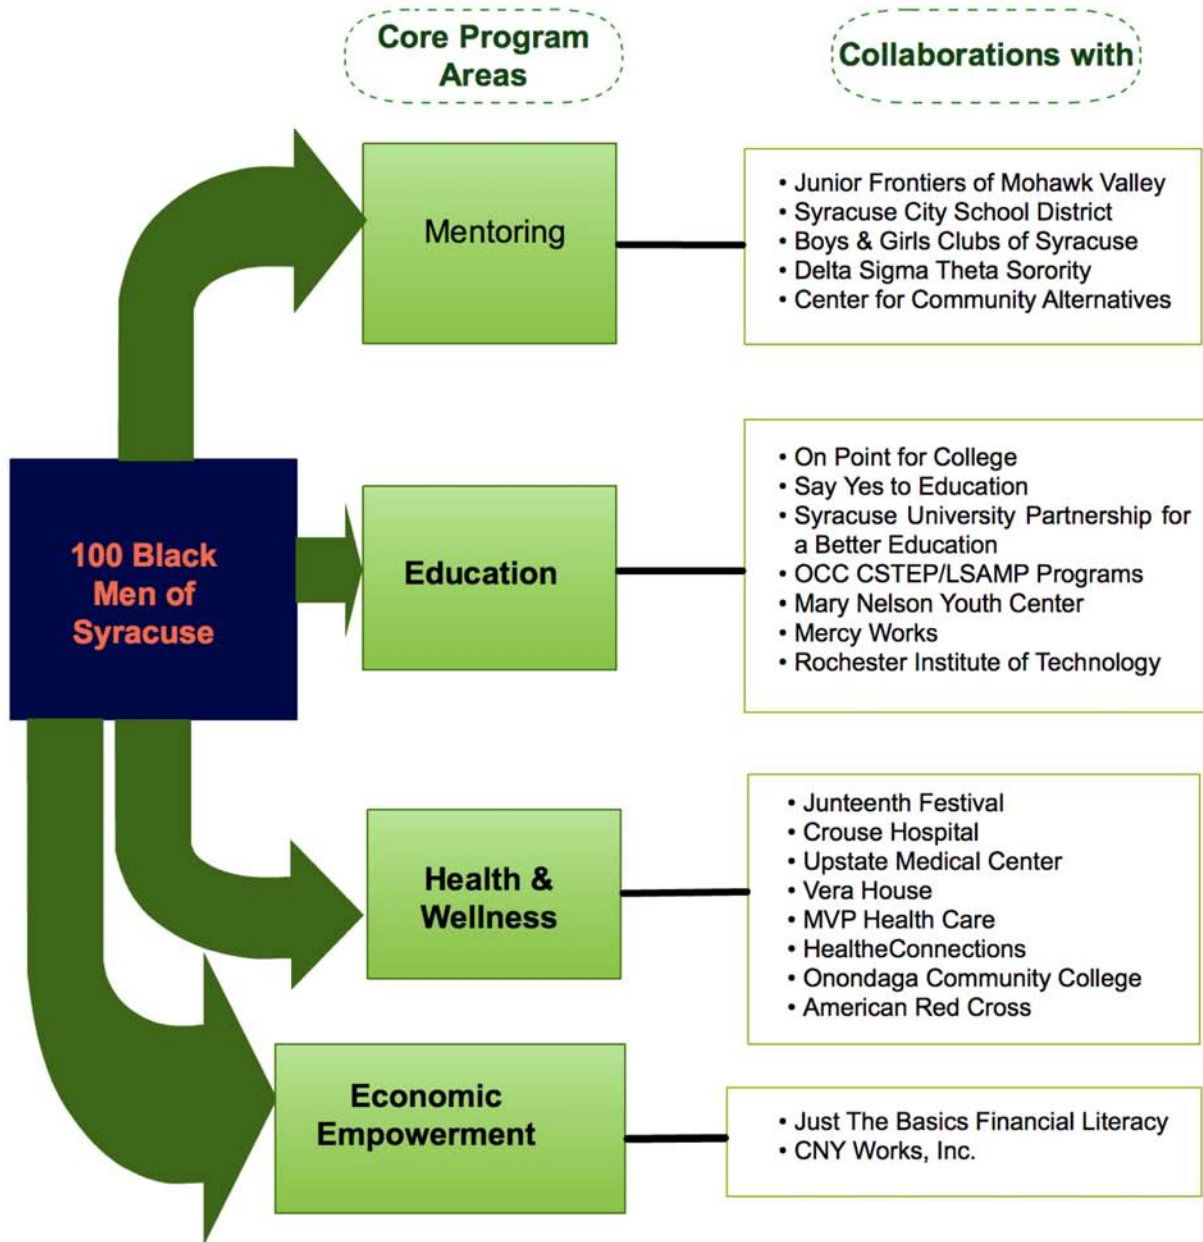 Core Program
Areas
Collaborations with
Mentoring
• Junior Frontiers of Mohawk Valley
• Syracuse City School District
• Boys & Girls Clubs of Syracuse
• Delta Sigma Theta Sorority
• Center for Community Alternatives
100 Black
Men of
Syracuse
Education
• On Point for College
• Say Yes to Education
• Syracuse University Partnership for
a Better Education
• OCC CSTEP/LSAMP Programs
• Mary Nelson Youth Center
• Mercy Works
• Rochester Institute of Technology
Health &
Wellness
• Junteenth Festival
• Crouse Hospital
• Upstate Medical Center
• Vera House
• MVP Health Care
• HealtheConnections
• Onondaga Community College
• American Red Cross
Economic
Empowerment
• Just The Basics Financial Literacy
• CNY Works, Inc.